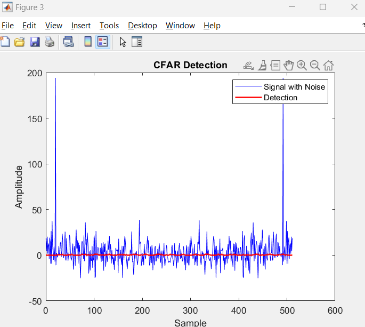 Figure 3
File Edit View Insert Tools Desktop Window Help
CFAR Detection
Signal with Noise
Detection
200
150
100
50
0
-50
Amplitude
0 100 200 300 400 500 600
Sample